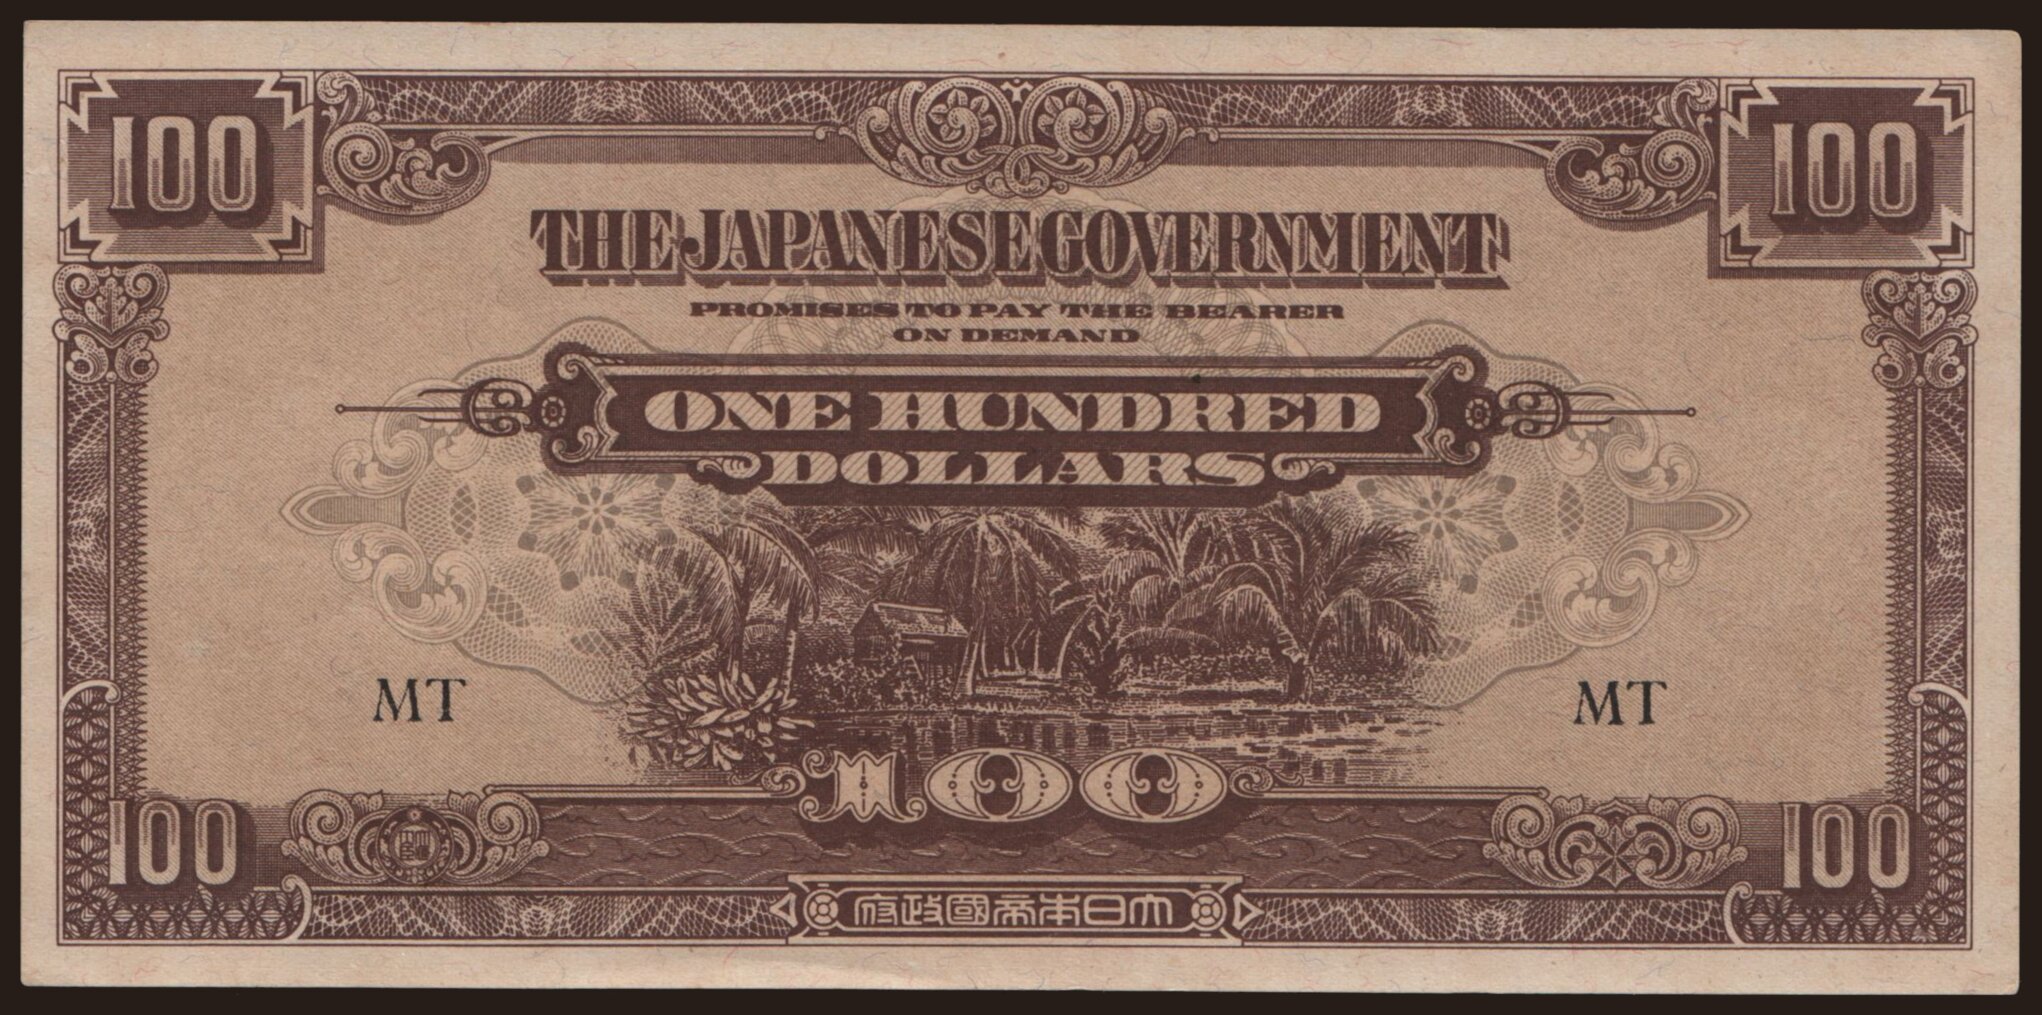 100 100
THE JAPANESE GOVERNMENT
PROMISES TO PAY THE BEARER
ON DEMAND
ONE HUNDRED
DOLLARS
MT MT
100
100 100
府政國帝本日大